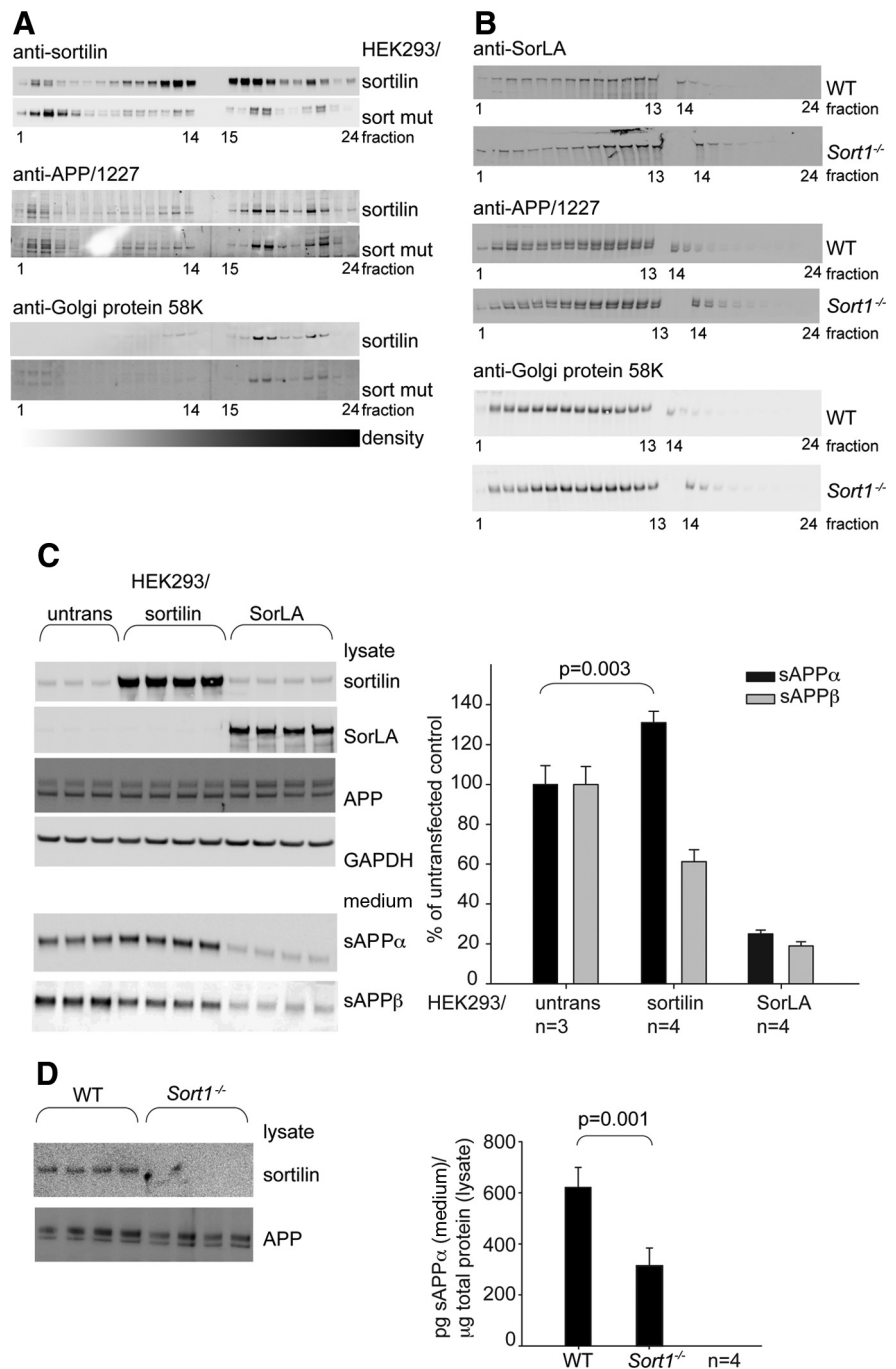 A
anti-sortilin HEK293/
sortilin
sort mut
1 14 15 24 fraction
anti-APP/1227
sortilin
sort mut
1 14 15 24 fraction
anti-Golgi protein 58K
sortilin
sort mut
1 14 15 24 fraction
density
B
anti-SorLA
WT
1 13 14 24 fraction
Sort1-/-
1 13 14 24 fraction
anti-APP/1227
WT
1 13 14 24 fraction
Sort1-/-
1 13 14 24 fraction
anti-Golgi protein 58K
WT
1 13 14 24 fraction
Sort1-/-
1 13 14 24 fraction
C
HEK293/
untrans sortilin SorLA
lysate
sortilin
SorLA
APP
GAPDH
medium
sAPPα
sAPPβ
% of untransfected control
140
120
100
80
60
40
20
0
p=0.003
sAPPα
sAPPβ
HEK293/ untrans sortilin SorLA
n=3 n=4 n=4
D
WT Sort1-/-
lysate
sortilin
APP
pg sAPPα (medium)/
µg total protein (lysate)
800
600
400
200
0
p=0.001
WT Sort1-/- n=4